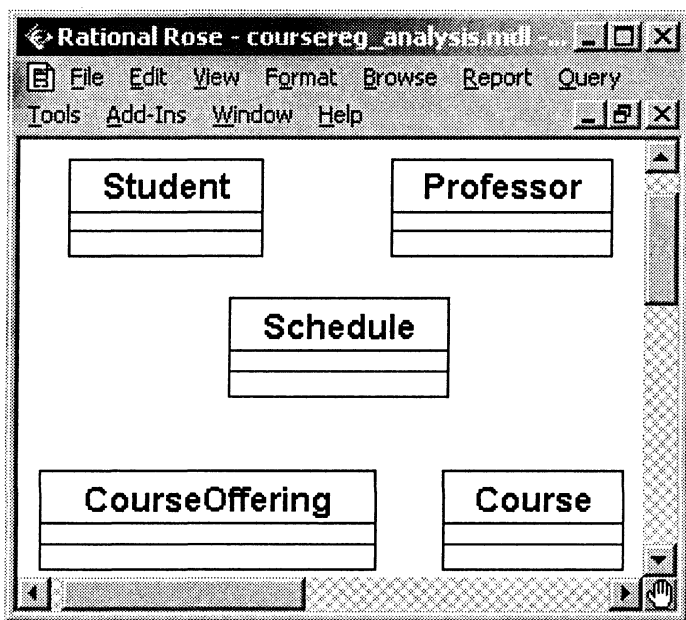 Rational Rose - coursereg_analysis.mdl -...
File Edit View Format Browse Report Query
Tools Add-Ins Window Help
Student Professor
Schedule
CourseOffering Course